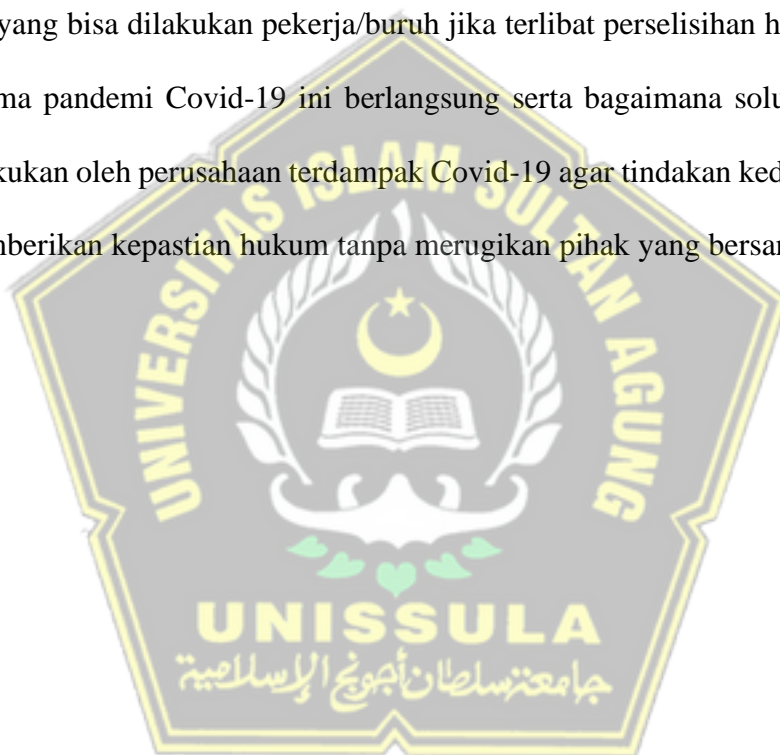 yang bisa dilakukan pekerja/buruh jika terlibat perselisihan h
ma pandemi Covid-19 ini berlangsung serta bagaimana solu
kukan oleh perusahaan terdampak Covid-19 agar tindakan ked
mberikan kepastian hukum tanpa merugikan pihak yang bersan
UNIVERSITAS ISLAM SULTAN AGUNG
UNISSULA
جامعة سلطان أجونج الإسلامية